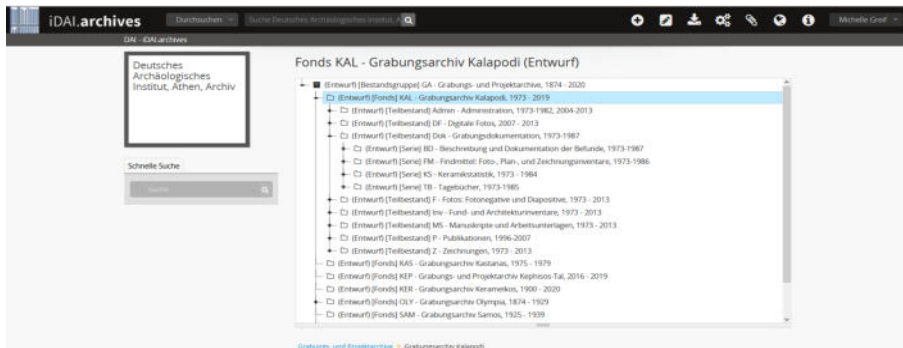 iDAI.archives
Durchsuchen
Suche Deutsches Archäologisches Institut, A
Michelle Greif
DAI - iDAI.archives
Deutsches
Archäologisches
Institut, Athen, Archiv
Schnelle Suche
Suche
Fonds KAL - Grabungsarchiv Kalapodi (Entwurf)
(Entwurf) [Bestandsgruppe] GA - Grabungs- und Projektarchive, 1874 - 2020
(Entwurf) [Fonds] KAL - Grabungsarchiv Kalapodi, 1973 - 2019
(Entwurf) [Teilbestand] Admin - Administration, 1973-1982, 2004-2013
(Entwurf) [Teilbestand] DF - Digitale Fotos, 2007 - 2013
(Entwurf) [Teilbestand] Dok - Grabungsdokumentation, 1973-1987
(Entwurf) [Serie] BD - Beschreibung und Dokumentation der Befunde, 1973-1987
(Entwurf) [Serie] FM - Findmittel: Foto-, Plan-, und Zeichnungsinventare, 1973-1986
(Entwurf) [Serie] KS - Keramikstatistik, 1973 - 1984
(Entwurf) [Serie] TB - Tagebücher, 1973-1985
(Entwurf) [Teilbestand] F - Fotos: Fotonegative und Diapositive, 1973 - 2013
(Entwurf) [Teilbestand] Inv - Fund- und Architekturinventare, 1973 - 2013
(Entwurf) [Teilbestand] MS - Manuskripte und Arbeitsunterlagen, 1973 - 2013
(Entwurf) [Teilbestand] P - Publikationen, 1996-2007
(Entwurf) [Teilbestand] Z - Zeichnungen, 1973 - 2013
(Entwurf) [Fonds] KAS - Grabungsarchiv Kastanas, 1975 - 1979
(Entwurf) [Fonds] KEP - Grabungs- und Projektarchiv Kephisos-Tal, 2016 - 2019
(Entwurf) [Fonds] KER - Grabungsarchiv Kerameikos, 1900 - 2020
(Entwurf) [Fonds] OLY - Grabungsarchiv Olympia, 1874 - 1929
(Entwurf) [Fonds] SAM - Grabungsarchiv Samos, 1925 - 1939
Grabungs- und Projektarchive » Grabungsarchiv Kalapodi